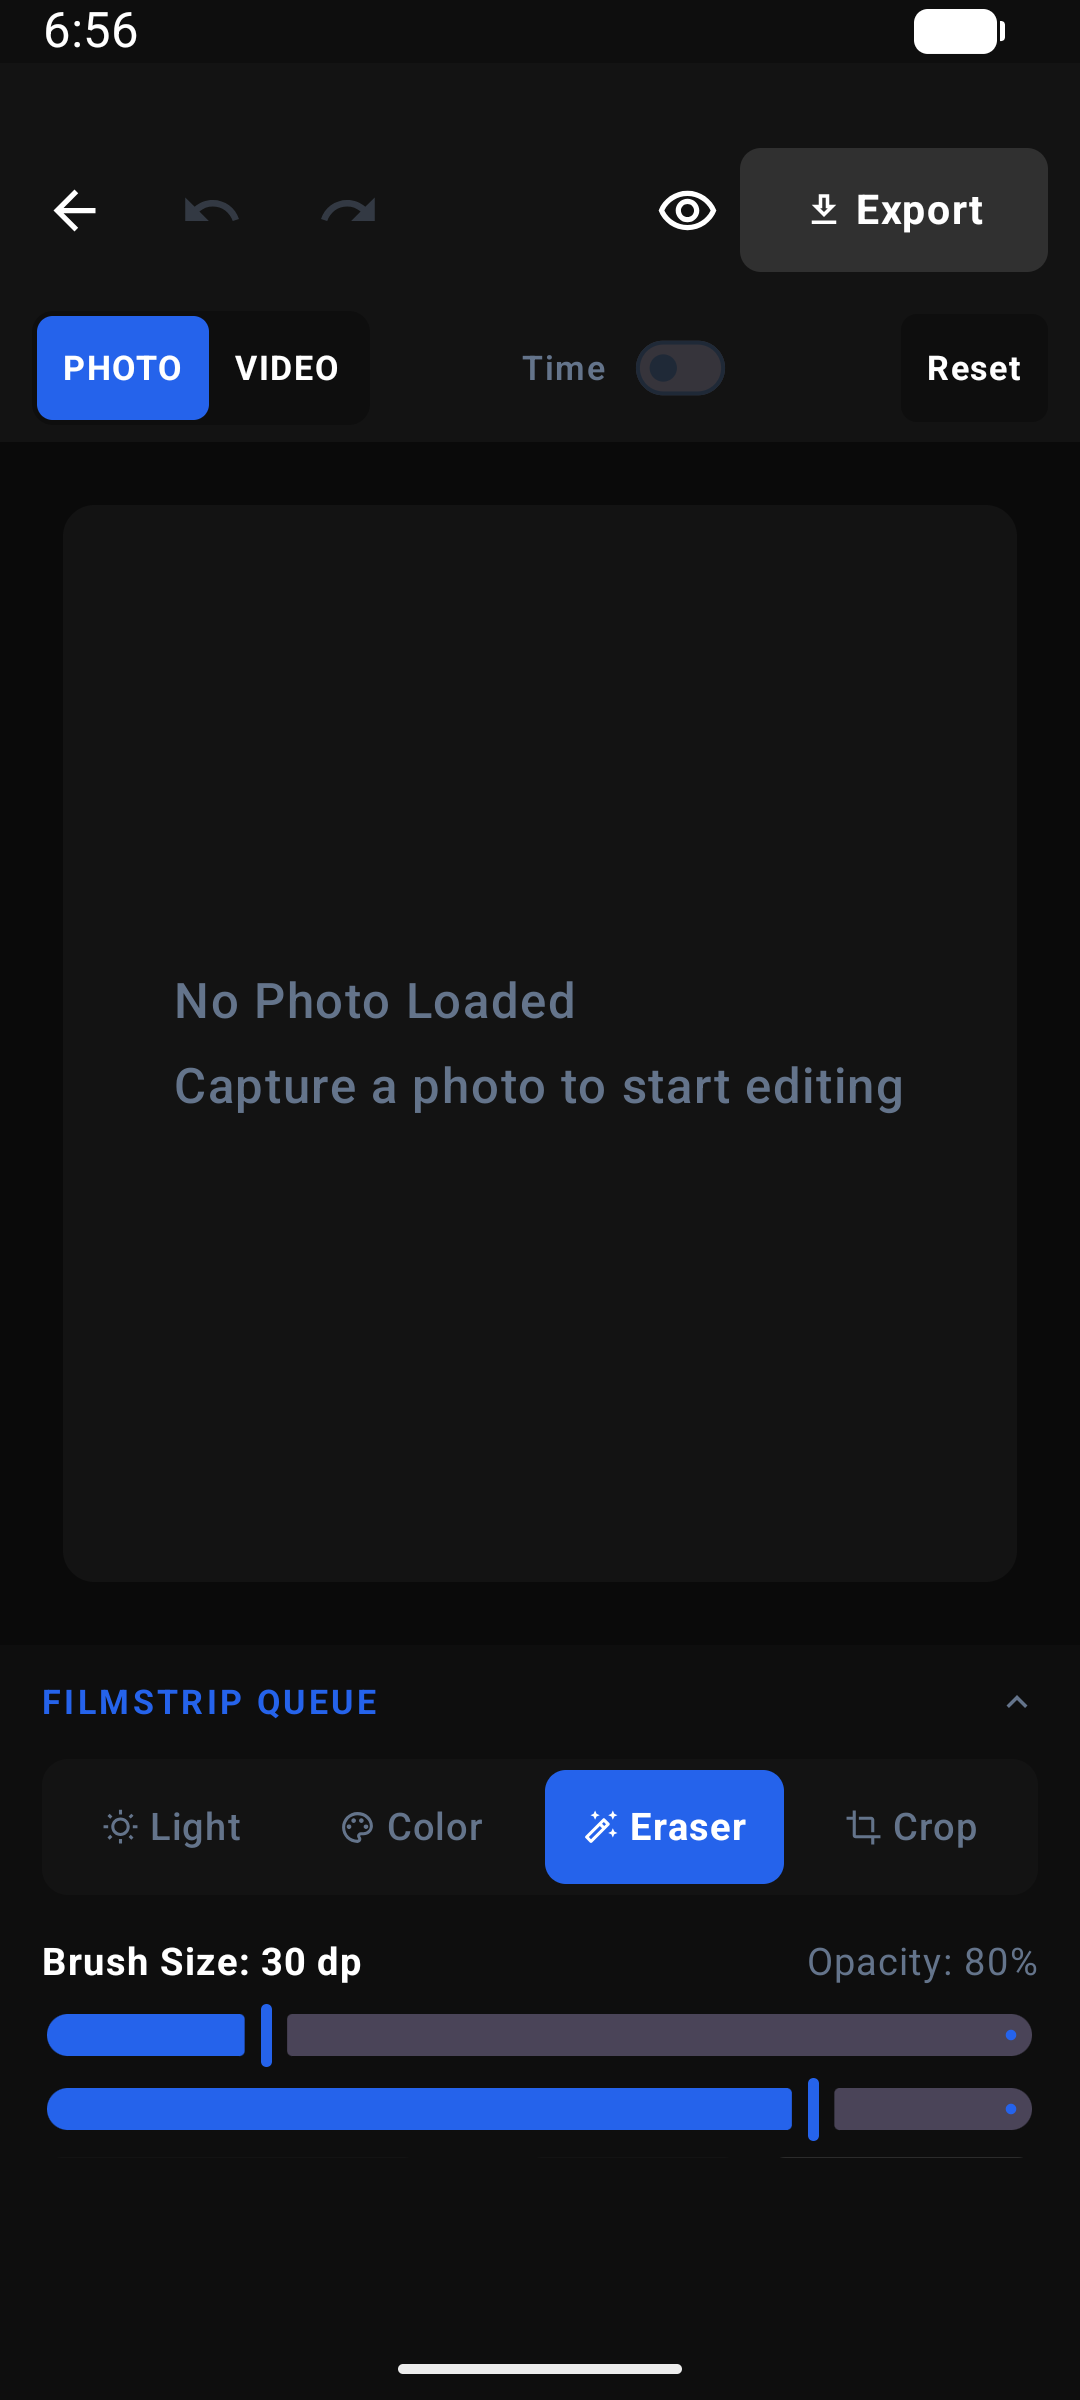 6:56
Export
PHOTO VIDEO Time Reset
No Photo Loaded
Capture a photo to start editing
FILMSTRIP QUEUE
Light Color Eraser Crop
Brush Size: 30 dp Opacity: 80%